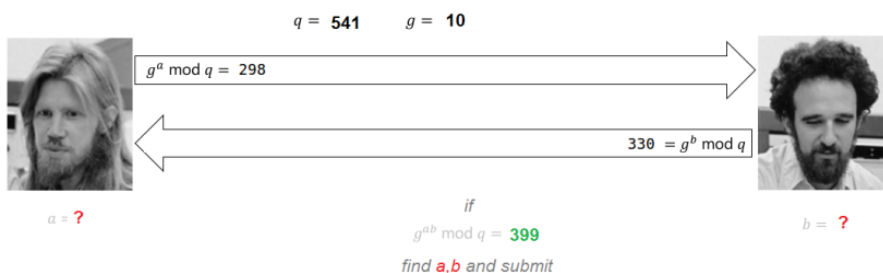 q = 541 g = 10
g^a mod q = 298
330 = g^b mod q
a = ?
b = ?
if
g^{ab} mod q = 399
find a,b and submit